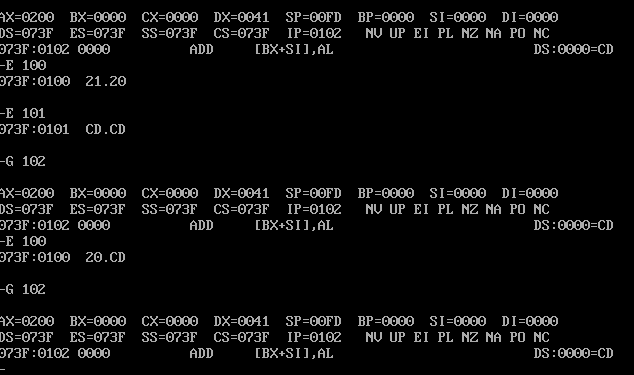 AX=0200 BX=0000 CX=0000 DX=0041 SP=00FD BP=0000 SI=0000 DI=0000
DS=073F ES=073F SS=073F CS=073F IP=0102 NV UP EI PL NZ NA PO NC
073F:0102 0000 ADD [BX+SI],AL DS:0000=CD
-E 100
073F:0100 21.20
-E 101
073F:0101 CD.CD
-G 102
AX=0200 BX=0000 CX=0000 DX=0041 SP=00FD BP=0000 SI=0000 DI=0000
DS=073F ES=073F SS=073F CS=073F IP=0102 NV UP EI PL NZ NA PO NC
073F:0102 0000 ADD [BX+SI],AL DS:0000=CD
-E 100
073F:0100 20.CD
-G 102
AX=0200 BX=0000 CX=0000 DX=0041 SP=00FD BP=0000 SI=0000 DI=0000
DS=073F ES=073F SS=073F CS=073F IP=0102 NV UP EI PL NZ NA PO NC
073F:0102 0000 ADD [BX+SI],AL DS:0000=CD
-